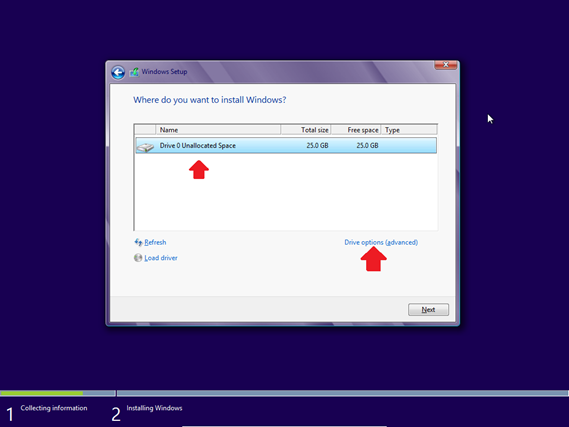 Windows Setup
Where do you want to install Windows?
Name Total size Free space Type
Drive 0 Unallocated Space 25.0 GB 25.0 GB
Refresh Drive options (advanced)
Load driver
Next
1 Collecting information 2 Installing Windows